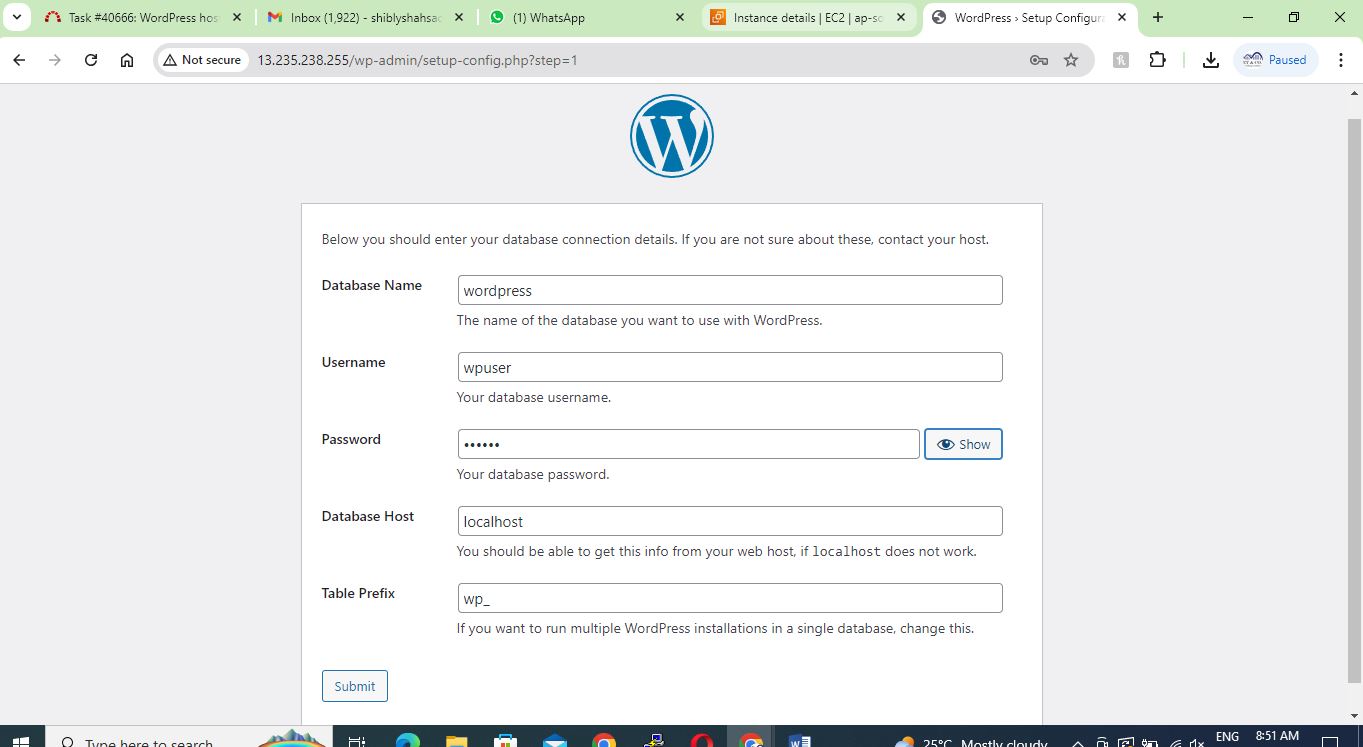 Task #40666: WordPress hos
Inbox (1,922) - shiblyshahsac
(1) WhatsApp
Instance details | EC2 | ap-so
WordPress › Setup Configura
Not secure
13.235.238.255/wp-admin/setup-config.php?step=1
Paused
Below you should enter your database connection details. If you are not sure about these, contact your host.
Database Name
wordpress
The name of the database you want to use with WordPress.
Username
wpuser
Your database username.
Password
••••••
Show
Your database password.
Database Host
localhost
You should be able to get this info from your web host, if localhost does not work.
Table Prefix
wp_
If you want to run multiple WordPress installations in a single database, change this.
Submit
Type here to search
25°C Mostly cloudy
ENG
8:51 AM